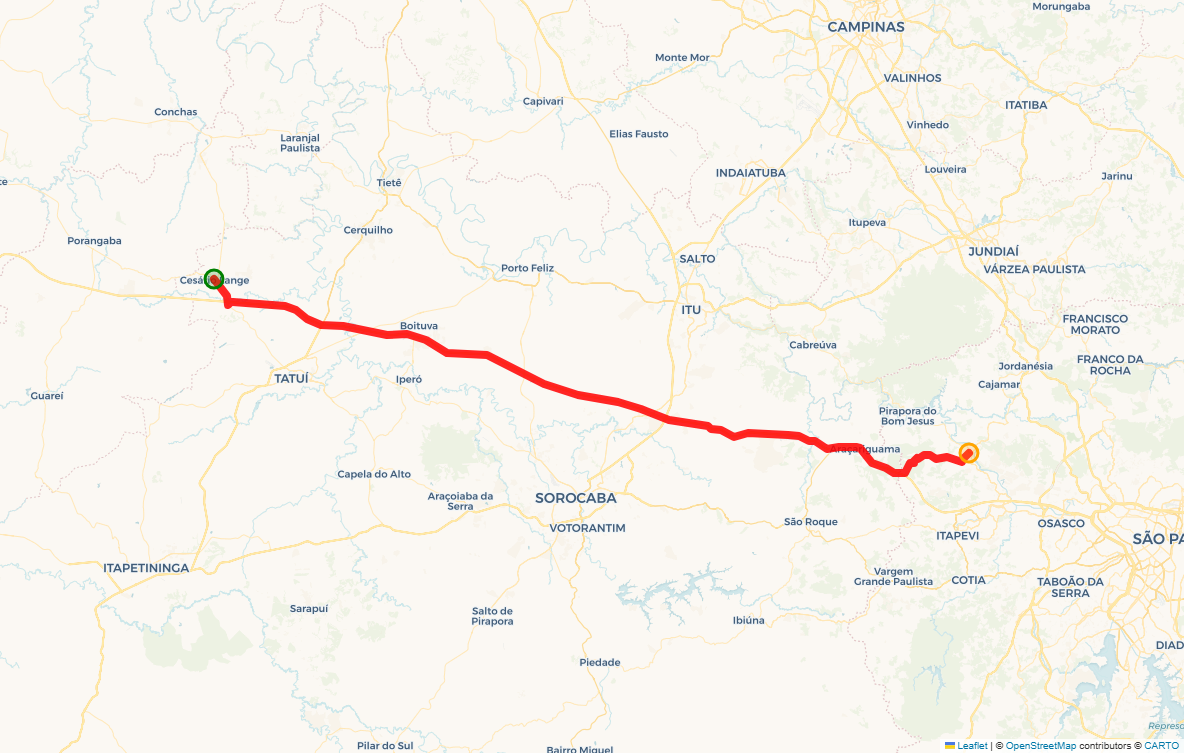 Morungaba
CAMPINAS
Monte Mor
VALINHOS
Capivari
ITATIBA
Conchas
Vinhedo
Elias Fausto
Laranjal
Paulista
Louveira
INDAIATUBA
Jarinu
Tietê
Itupeva
Cerquilho
Porangaba
JUNDIAÍ
SALTO
Porto Feliz
VÁRZEA PAULISTA
ITU
FRANCISCO
MORATO
Boituva
Cabreúva
FRANCO DA
ROCHA
Jordanésia
TATUÍ
Iperó
Cajamar
Guareí
Pirapora do
Bom Jesus
Araçariguama
Capela do Alto
Araçoiaba da
Serra
SOROCABA
São Roque
OSASCO
VOTORANTIM
ITAPEVI
SÃO PA
ITAPETININGA
Vargem
Grande Paulista
COTIA
TABOÃO DA
SERRA
Sarapuí
Salto de
Pirapora
Ibiúna
DIAD
Piedade
Represa
Pilar do Sul
Bairro Miguel
Leaflet | © OpenStreetMap contributors © CARTO